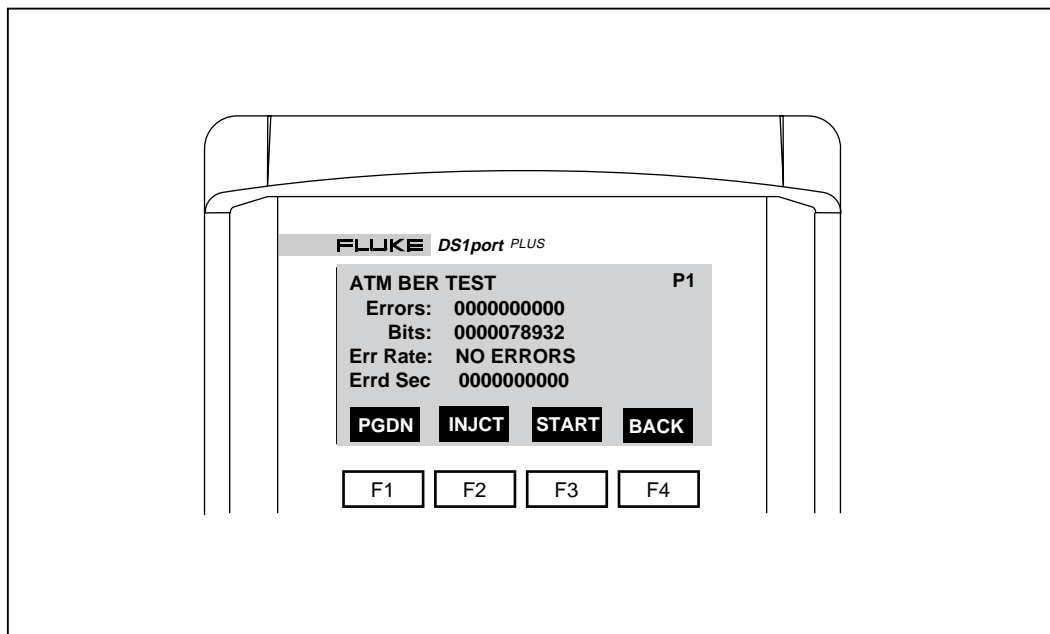 FLUKE DS1port PLUS
ATM BER TEST P1
Errors: 0000000000
Bits: 0000078932
Err Rate: NO ERRORS
Errd Sec 0000000000
PGDN INJCT START BACK
F1 F2 F3 F4